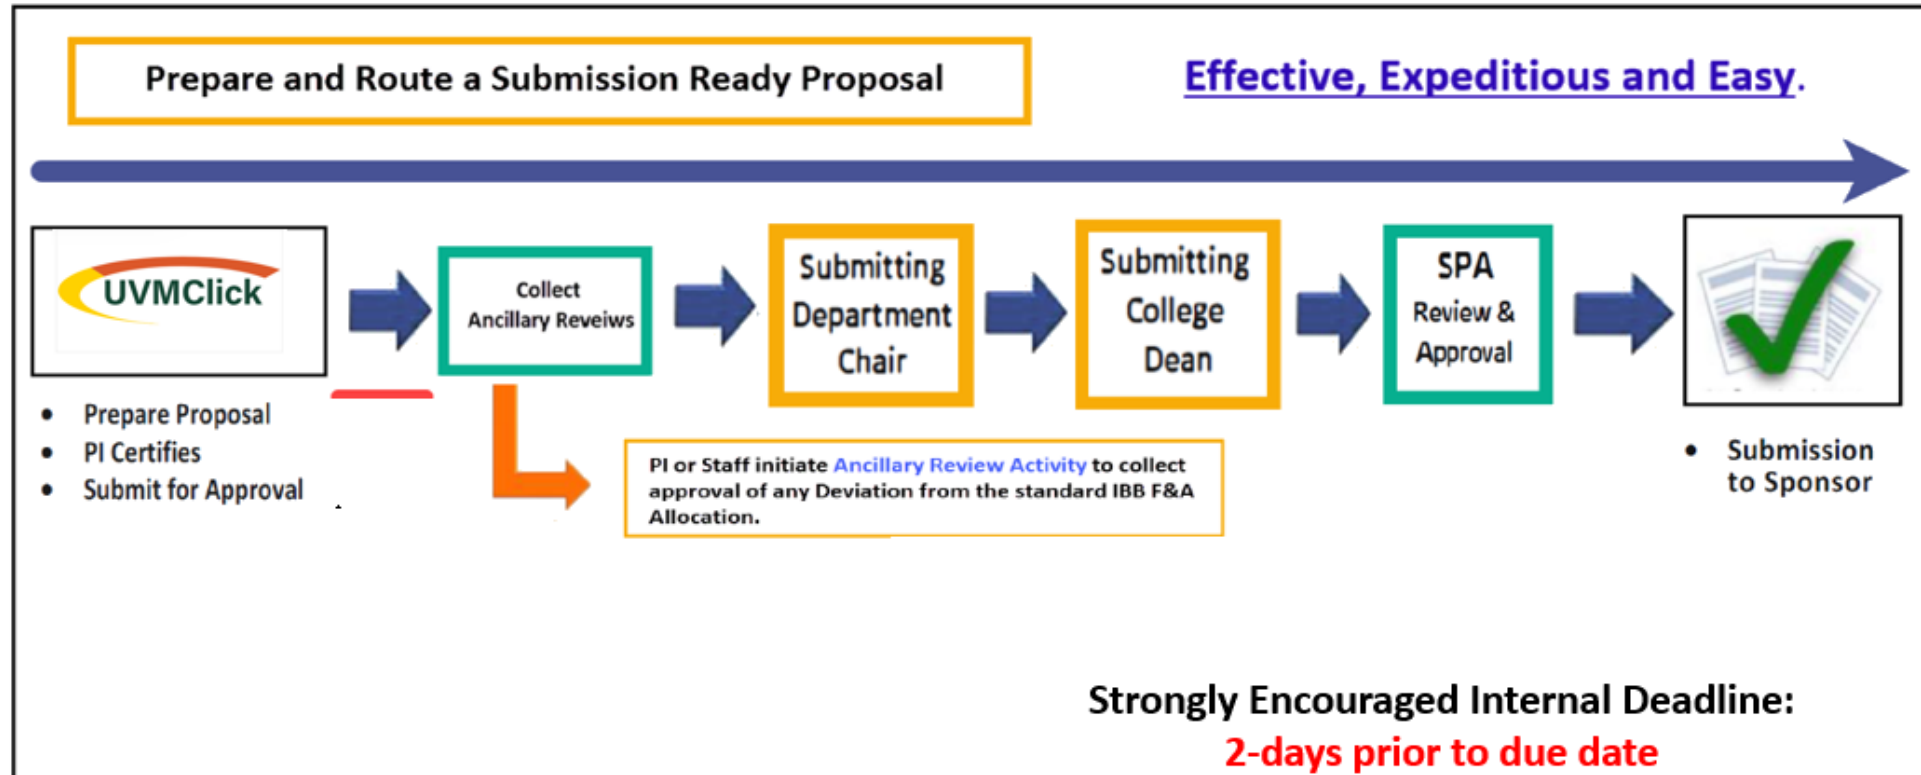 Prepare and Route a Submission Ready Proposal
Effective, Expeditious and Easy.
UVMClick
• Prepare Proposal
• PI Certifies
• Submit for Approval
Collect
Ancillary Reveiws
PI or Staff initiate Ancillary Review Activity to collect
approval of any Deviation from the standard IBB F&A
Allocation.
Submitting
Department
Chair
Submitting
College
Dean
SPA
Review &
Approval
• Submission
to Sponsor
Strongly Encouraged Internal Deadline:
2-days prior to due date